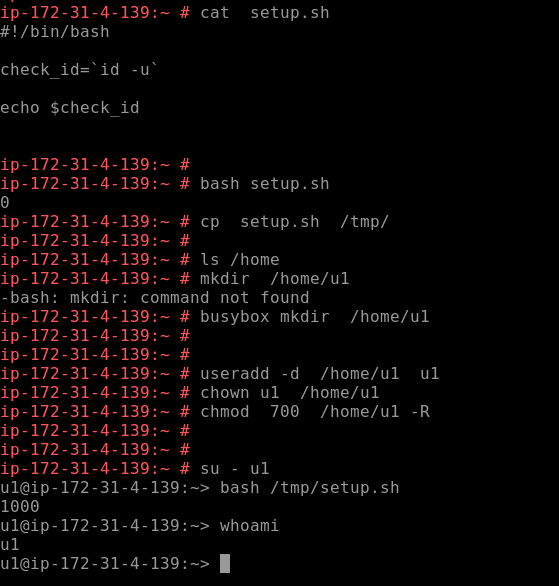 ip-172-31-4-139:~ # cat  setup.sh
#!/bin/bash
check_id=`id -u`
echo $check_id
ip-172-31-4-139:~ #
ip-172-31-4-139:~ # bash setup.sh
0
ip-172-31-4-139:~ # cp  setup.sh  /tmp/
ip-172-31-4-139:~ #
ip-172-31-4-139:~ # ls /home
ip-172-31-4-139:~ # mkdir  /home/u1
-bash: mkdir: command not found
ip-172-31-4-139:~ # busybox mkdir  /home/u1
ip-172-31-4-139:~ #
ip-172-31-4-139:~ #
ip-172-31-4-139:~ # useradd -d  /home/u1  u1
ip-172-31-4-139:~ # chown u1  /home/u1
ip-172-31-4-139:~ # chmod  700  /home/u1 -R
ip-172-31-4-139:~ #
ip-172-31-4-139:~ #
ip-172-31-4-139:~ # su - u1
u1@ip-172-31-4-139:~> bash /tmp/setup.sh
1000
u1@ip-172-31-4-139:~> whoami
u1
u1@ip-172-31-4-139:~>